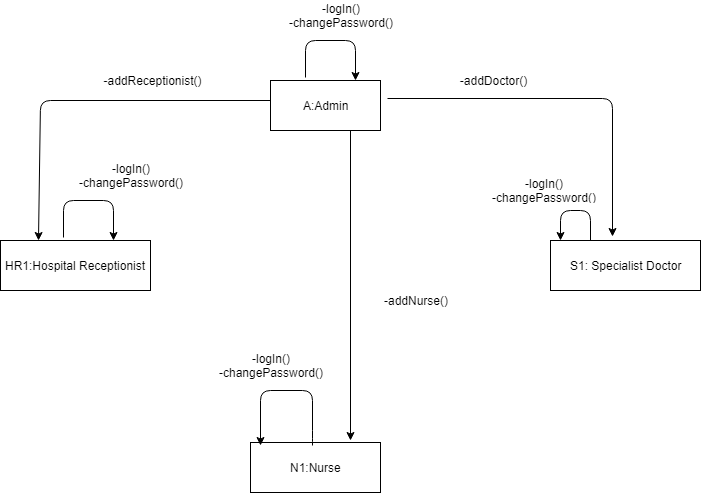 -logIn()
-changePassword()
-addReceptionist()
-addDoctor()
A:Admin
-logIn()
-changePassword()
-logIn()
-changePassword()
HR1:Hospital Receptionist
S1: Specialist Doctor
-addNurse()
-logIn()
-changePassword()
N1:Nurse